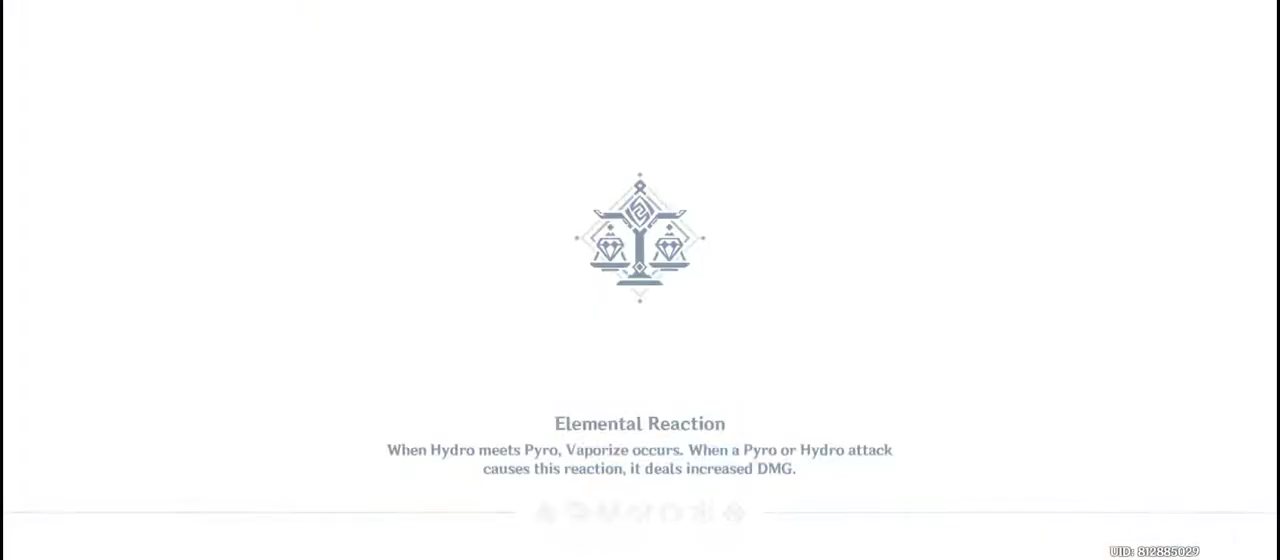 Elemental Reaction
When Hydro meets Pyro, Vaporize occurs. When a Pyro or Hydro attack
causes this reaction, it deals increased DMG.
UID: 812885029